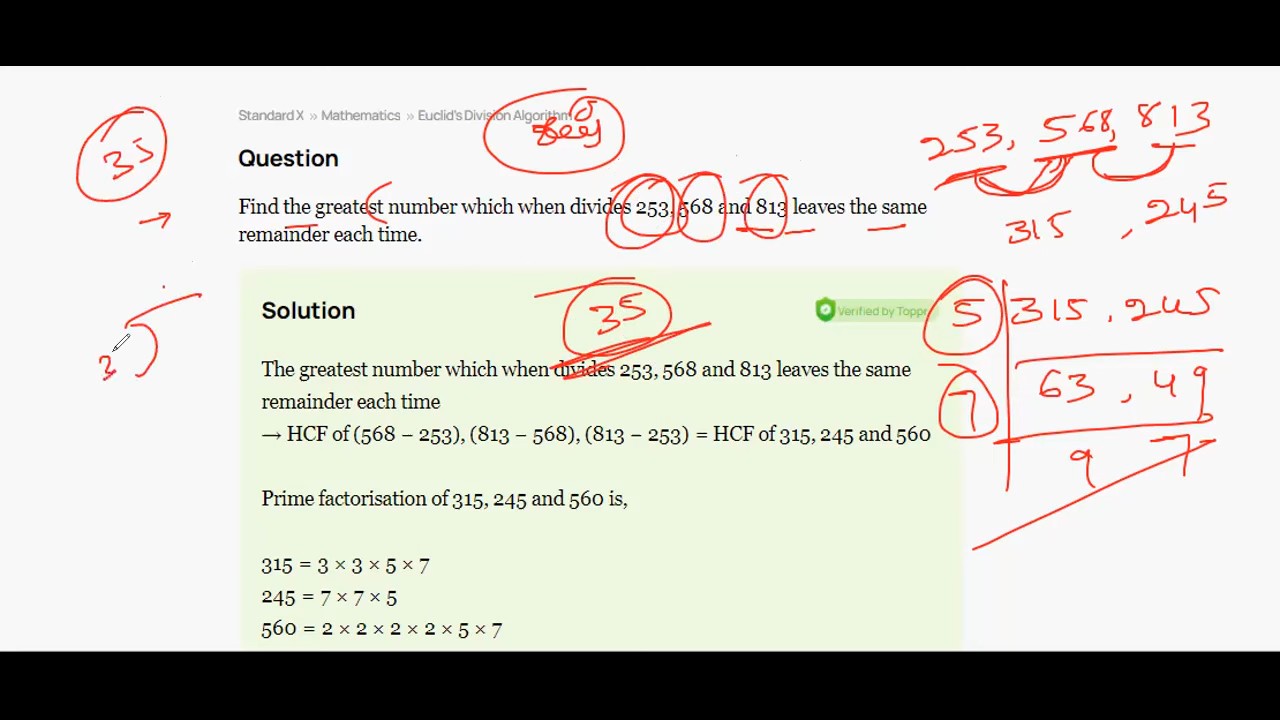 Standard X » Mathematics » Euclid's Division Algorithm
Question
Find the greatest number which when divides 253, 568 and 813 leaves the same
remainder each time.
Solution
Verified by Toppr
The greatest number which when divides 253, 568 and 813 leaves the same
remainder each time
→ HCF of (568 − 253), (813 − 568), (813 − 253) = HCF of 315, 245 and 560
Prime factorisation of 315, 245 and 560 is,
315 = 3 × 3 × 5 × 7
245 = 7 × 7 × 5
560 = 2 × 2 × 2 × 2 × 5 × 7
35
→
35
253, 568, 813
315, 245
5 315, 245
7 63, 49
9 7
3